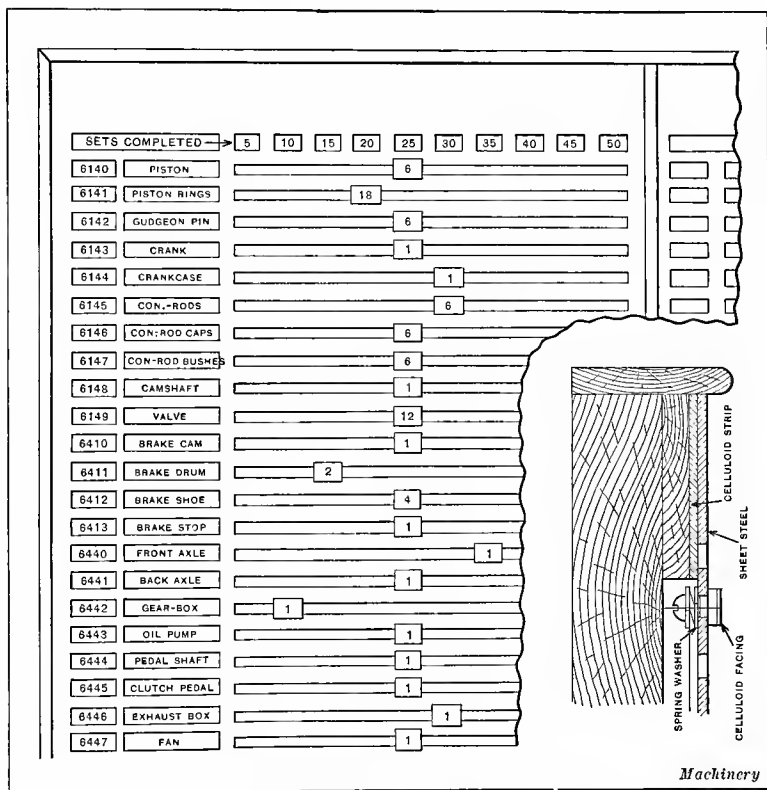 SETS COMPLETED 5 10 15 20 25 30 35 40 45 50
6140 PISTON 6
6141 PISTON RINGS 18
6142 GUDGEON PIN 6
6143 CRANK 1
6144 CRANKCASE 1
6145 CON.-RODS 6
6146 CON:ROD CAPS 6
6147 CON-ROD BUSHES 6
6148 CAMSHAFT 1
6149 VALVE 12
6410 BRAKE CAM 1
6411 BRAKE DRUM 2
6412 BRAKE SHOE 4
6413 BRAKE STOP 1
6440 FRONT AXLE 1
6441 BACK AXLE 1
6442 GEAR-BOX 1
6443 OIL PUMP 1
6444 PEDAL SHAFT 1
6445 CLUTCH PEDAL 1
6446 EXHAUST BOX 1
6447 FAN 1
CELLULOID STRIP
SHEET STEEL
SPRING WASHER
CELLULOID FACING
Machinery